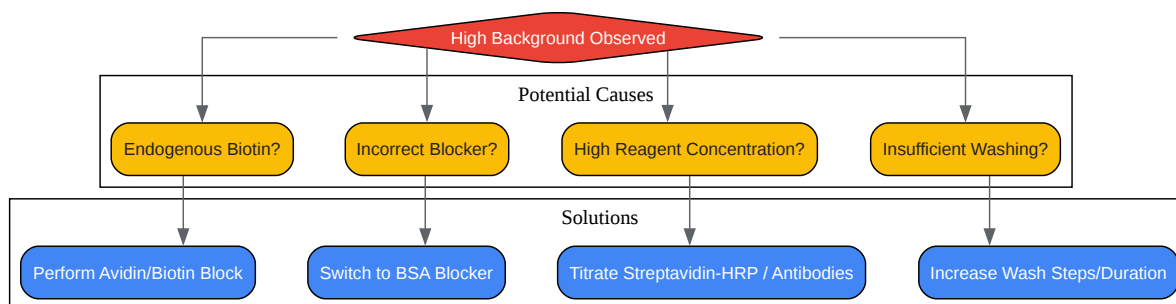 High Background Observed
Potential Causes
Endogenous Biotin?
Incorrect Blocker?
High Reagent Concentration?
Insufficient Washing?
Solutions
Perform Avidin/Biotin Block
Switch to BSA Blocker
Titrate Streptavidin-HRP / Antibodies
Increase Wash Steps/Duration